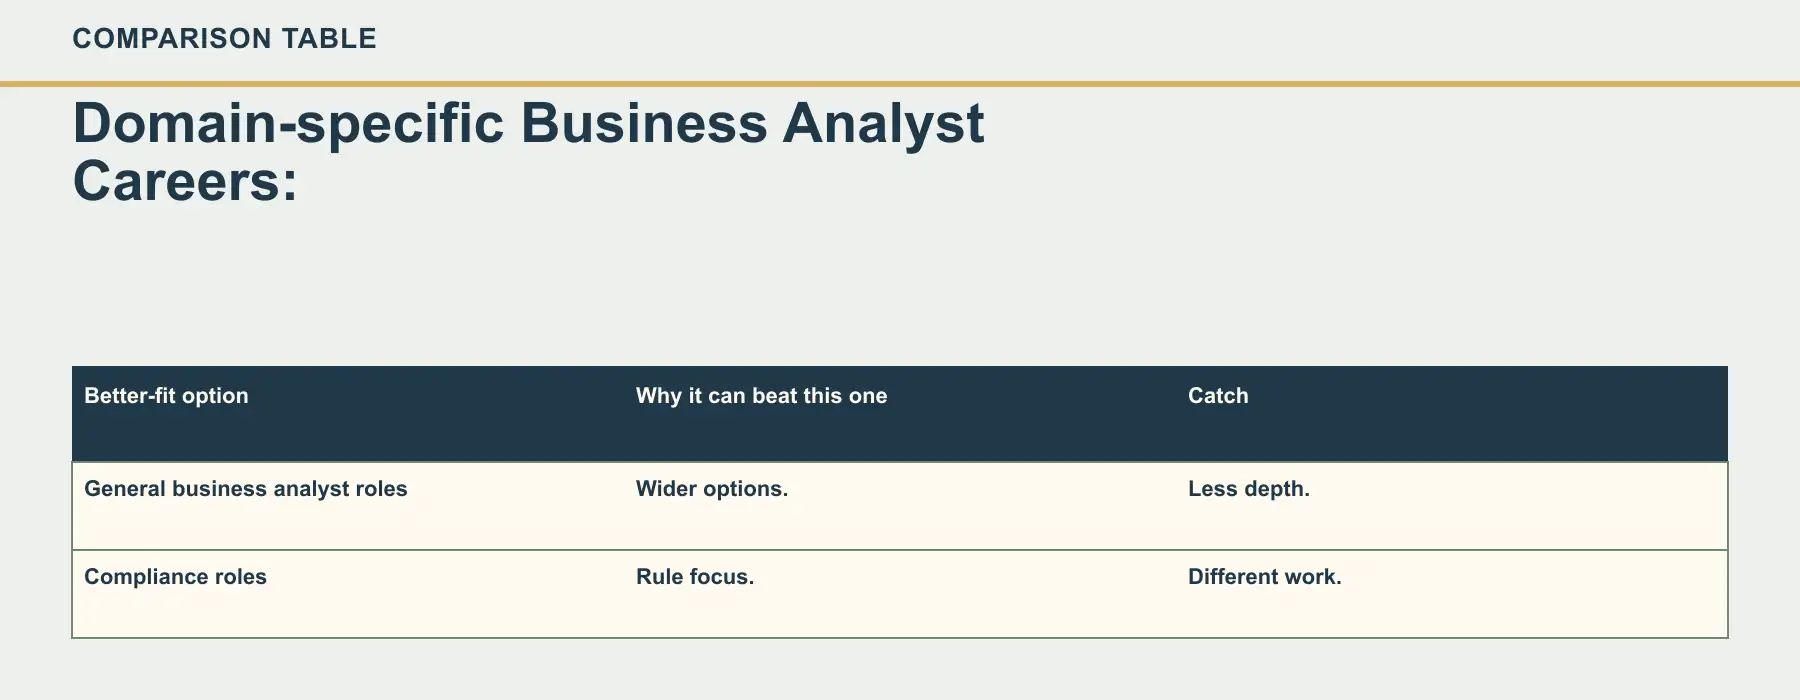 COMPARISON TABLE
Domain-specific Business Analyst
Careers:
Better-fit option Why it can beat this one Catch
General business analyst roles Wider options. Less depth.
Compliance roles Rule focus. Different work.